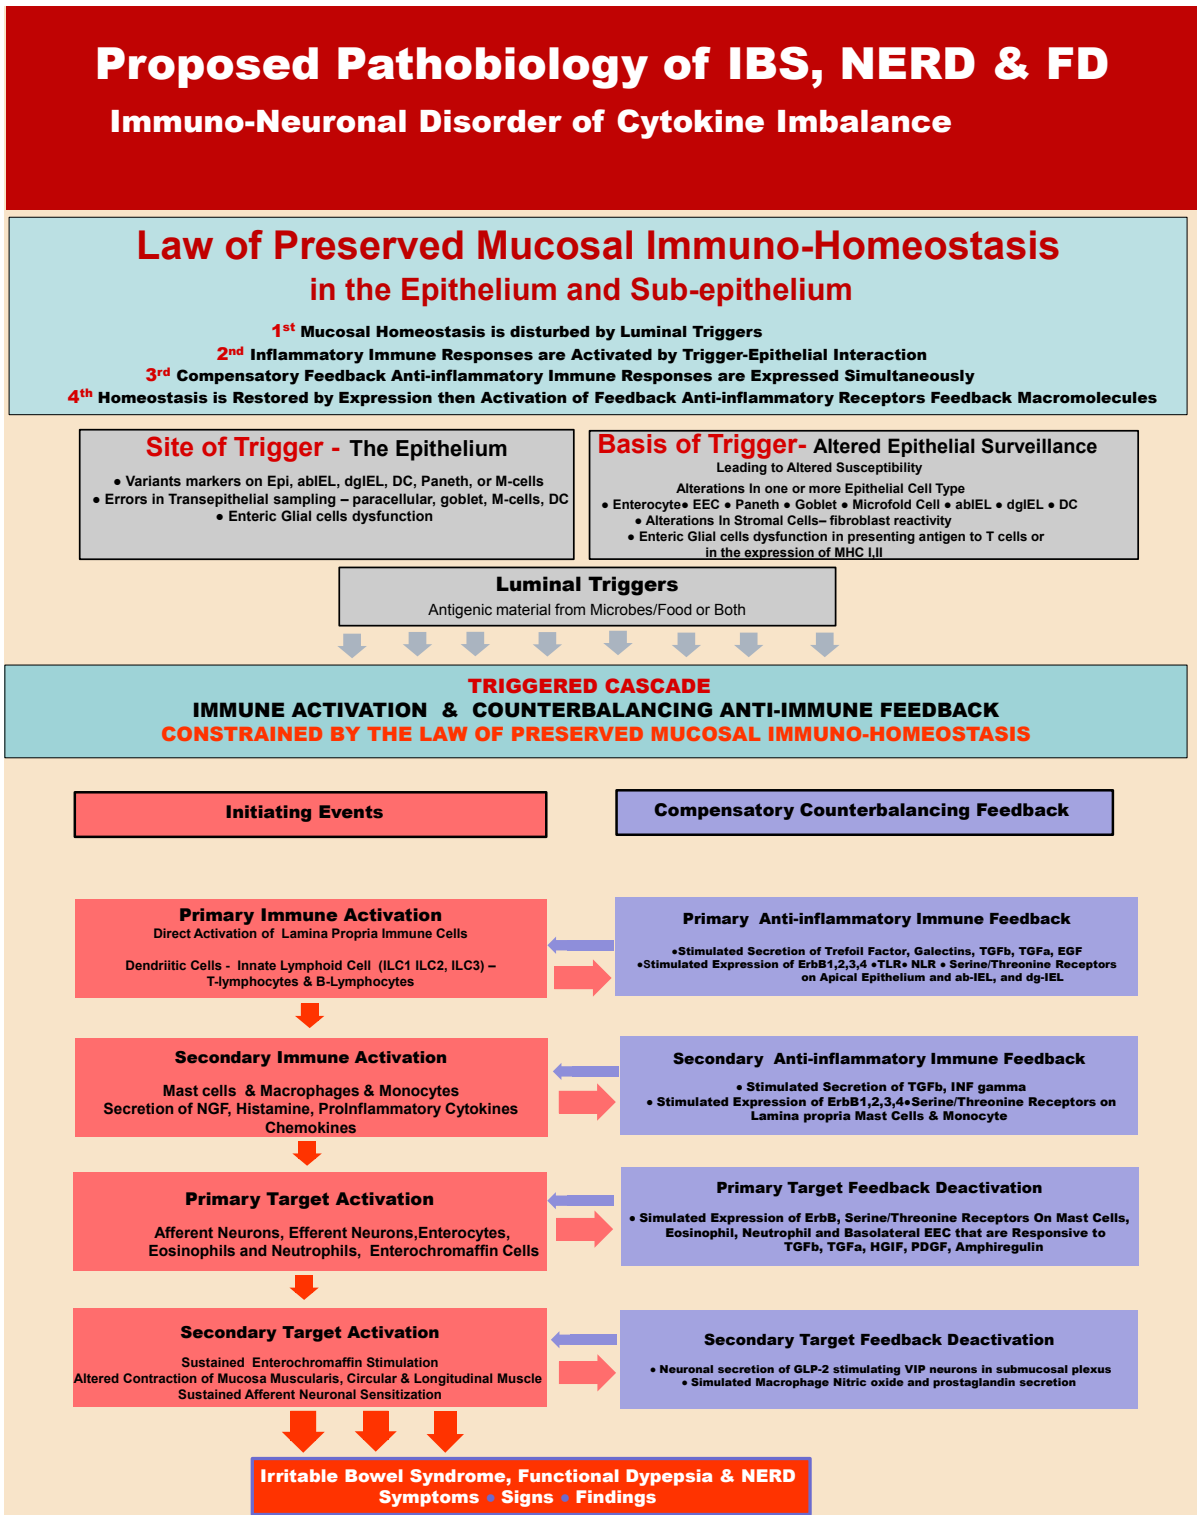 Proposed Pathobiology of IBS, NERD & FD
Immuno-Neuronal Disorder of Cytokine Imbalance
Law of Preserved Mucosal Immuno-Homeostasis
in the Epithelium and Sub-epithelium
1st Mucosal Homeostasis is disturbed by Luminal Triggers
2nd Inflammatory Immune Responses are Activated by Trigger-Epithelial Interaction
3rd Compensatory Feedback Anti-inflammatory Immune Responses are Expressed Simultaneously
4th Homeostasis is Restored by Expression then Activation of Feedback Anti-inflammatory Receptors Feedback Macromolecules
Site of Trigger - The Epithelium
● Variants markers on Epi, abIEL, dgIEL, DC, Paneth, or M-cells
● Errors in Transepithelial sampling – paracellular, goblet, M-cells, DC
● Enteric Glial cells dysfunction
Basis of Trigger- Altered Epithelial Surveillance
Leading to Altered Susceptibility
Alterations In one or more Epithelial Cell Type
● Enterocyte● EEC ● Paneth ● Goblet ● Microfold Cell ● abIEL ● dgIEL ● DC
● Alterations In Stromal Cells– fibroblast reactivity
● Enteric Glial cells dysfunction in presenting antigen to T cells or
in the expression of MHC I,II
Luminal Triggers
Antigenic material from Microbes/Food or Both
TRIGGERED CASCADE
IMMUNE ACTIVATION & COUNTERBALANCING ANTI-IMMUNE FEEDBACK
CONSTRAINED BY THE LAW OF PRESERVED MUCOSAL IMMUNO-HOMEOSTASIS
Initiating Events
Compensatory Counterbalancing Feedback
Primary Immune Activation
Direct Activation of Lamina Propria Immune Cells
Dendriitic Cells - Innate Lymphoid Cell (ILC1 ILC2, ILC3) –
T-lymphocytes & B-Lymphocytes
Primary Anti-inflammatory Immune Feedback
●Stimulated Secretion of Trefoil Factor, Galectins, TGFb, TGFa, EGF
●Stimulated Expression of ErbB1,2,3,4 ●TLR● NLR ● Serine/Threonine Receptors
on Apical Epithelium and ab-IEL, and dg-IEL
Secondary Immune Activation
Mast cells & Macrophages & Monocytes
Secretion of NGF, Histamine, ProInflammatory Cytokines
Chemokines
Secondary Anti-inflammatory Immune Feedback
● Stimulated Secretion of TGFb, INF gamma
● Stimulated Expression of ErbB1,2,3,4●Serine/Threonine Receptors on
Lamina propria Mast Cells & Monocyte
Primary Target Activation
Afferent Neurons, Efferent Neurons,Enterocytes,
Eosinophils and Neutrophils, Enterochromaffin Cells
Primary Target Feedback Deactivation
● Simulated Expression of ErbB, Serine/Threonine Receptors On Mast Cells,
Eosinophil, Neutrophil and Basolateral EEC that are Responsive to
TGFb, TGFa, HGIF, PDGF, Amphiregulin
Secondary Target Activation
Sustained Enterochromaffin Stimulation
Altered Contraction of Mucosa Muscularis, Circular & Longitudinal Muscle
Sustained Afferent Neuronal Sensitization
Secondary Target Feedback Deactivation
● Neuronal secretion of GLP-2 stimulating VIP neurons in submucosal plexus
● Simulated Macrophage Nitric oxide and prostaglandin secretion
Irritable Bowel Syndrome, Functional Dypepsia & NERD
Symptoms ● Signs ● Findings